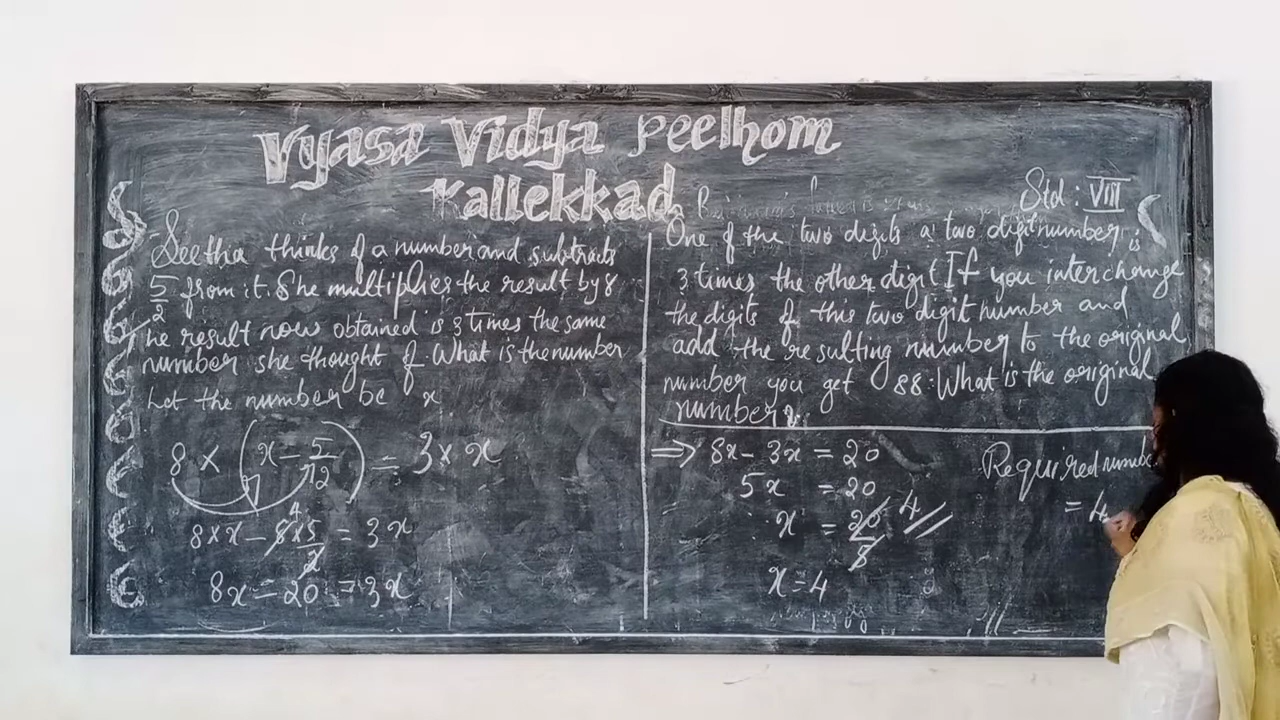 Vyasa Vidya Peelhom
Kallekkad
Std : VIII
Seetha thinks of a number and subtracts
5/2 from it. She multiplies the result by 8
he result now obtained is 3 times the same
number she thought of. What is the number
Let the number be x
8 × (x - 5/2) = 3 × x
8 × x - 8 × 5/2 = 3x
4
8x = 20 = 3x
One of the two digits a two digit number is
3 times the other digit If you interchange
the digits of this two digit number and
add the resulting number to the original
number you get 88. What is the original
number?
⇒ 8x - 3x = 20
5x = 20
x = 20/5 4
x = 4
Required numbe
= 4